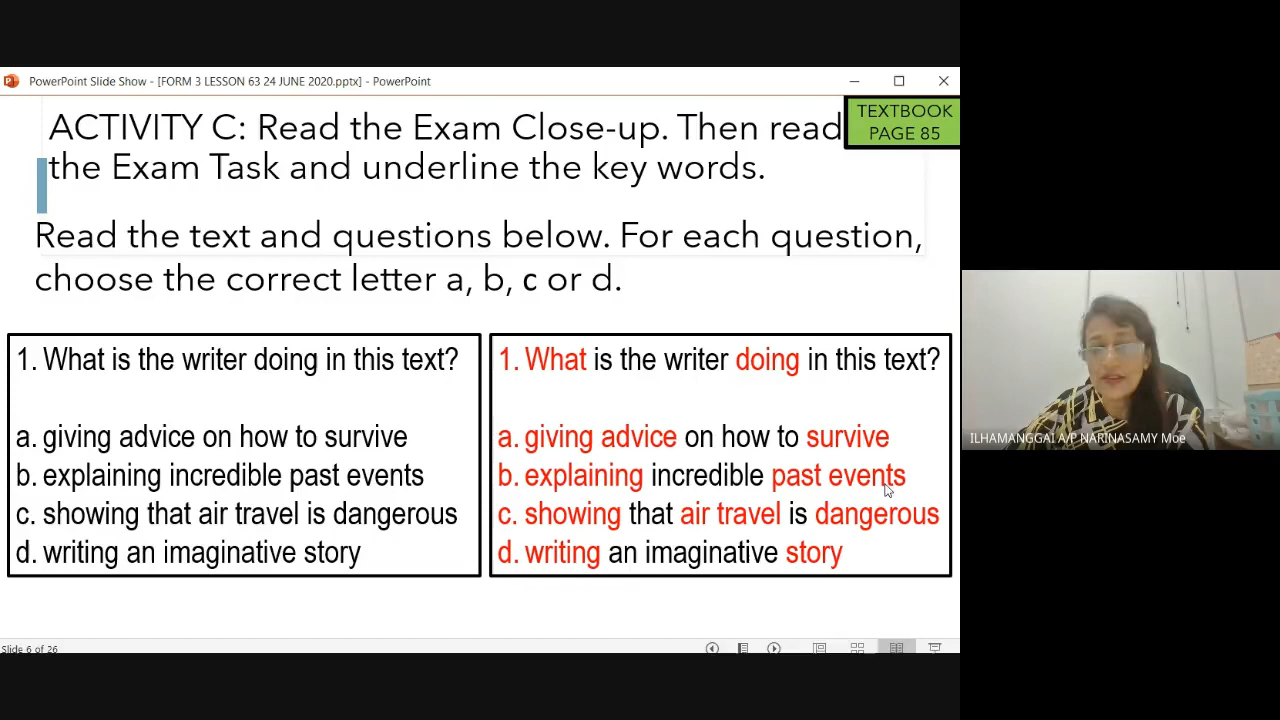 PowerPoint Slide Show - [FORM 3 LESSON 63 24 JUNE 2020.pptx] - PowerPoint
ACTIVITY C: Read the Exam Close-up. Then read
the Exam Task and underline the key words.
TEXTBOOK
PAGE 85
Read the text and questions below. For each question,
choose the correct letter a, b, c or d.
1. What is the writer doing in this text?
a. giving advice on how to survive
b. explaining incredible past events
c. showing that air travel is dangerous
d. writing an imaginative story
1. What is the writer doing in this text?
a. giving advice on how to survive
b. explaining incredible past events
c. showing that air travel is dangerous
d. writing an imaginative story
ILHAMANGGAI A/P NARINASAMY Moe
Slide 6 of 26